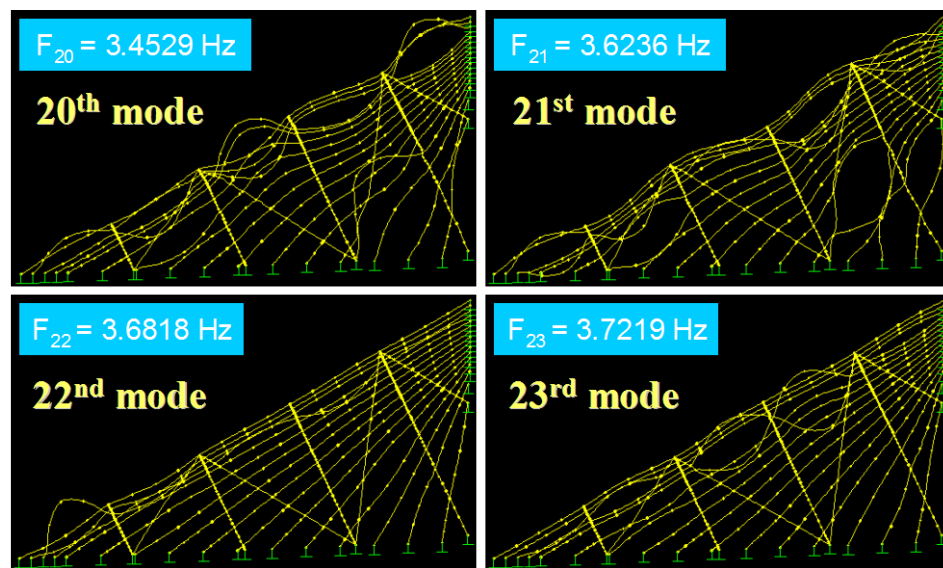 F20 = 3.4529 Hz
20th mode
F21 = 3.6236 Hz
21st mode
F22 = 3.6818 Hz
22nd mode
F23 = 3.7219 Hz
23rd mode